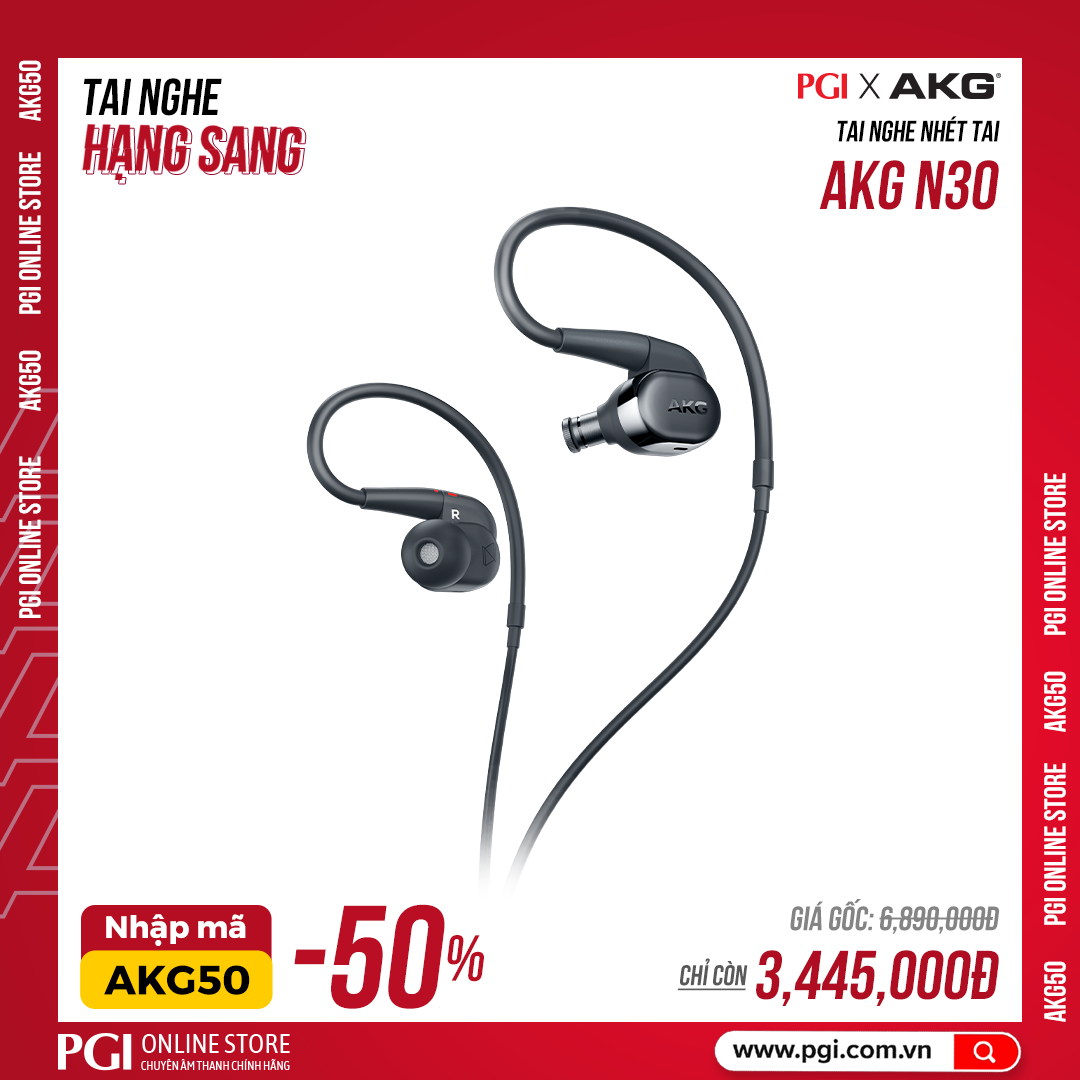 TAI NGHE
HẠNG SANG
PGI X AKG®
TAI NGHE NHÉT TAI
AKG N30
AKG
R
Nhập mã
AKG50
-50%
GIÁ GỐC: 6,890,000Đ
CHỈ CÒN 3,445,000Đ
PGI ONLINE STORE
CHUYÊN ÂM THANH CHÍNH HÃNG
www.pgi.com.vn
AKG50
PGI ONLINE STORE
AKG50
PGI ONLINE STORE
PGI ONLINE STORE
AKG50
PGI ONLINE STORE
AKG50